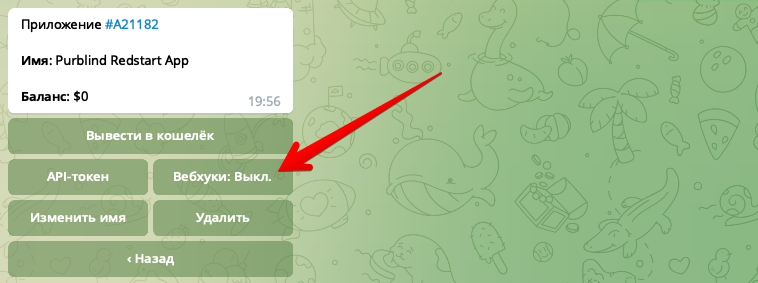 Приложение #A21182
Имя: Purblind Redstart App
Баланс: $0
19:56
Вывести в кошелёк
API-токен
Вебхуки: Выкл.
Изменить имя
Удалить
‹ Назад